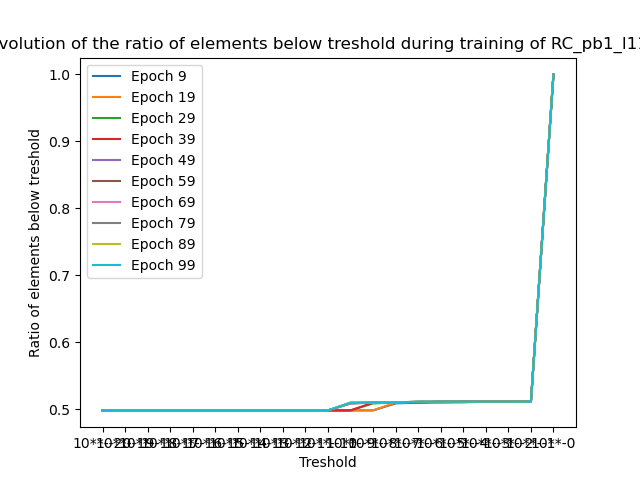 volution of the ratio of elements below treshold during training of RC_pb1_l11
1.0
0.9
0.8
0.7
0.6
0.5
Ratio of elements below treshold
Epoch 9
Epoch 19
Epoch 29
Epoch 39
Epoch 49
Epoch 59
Epoch 69
Epoch 79
Epoch 89
Epoch 99
Treshold